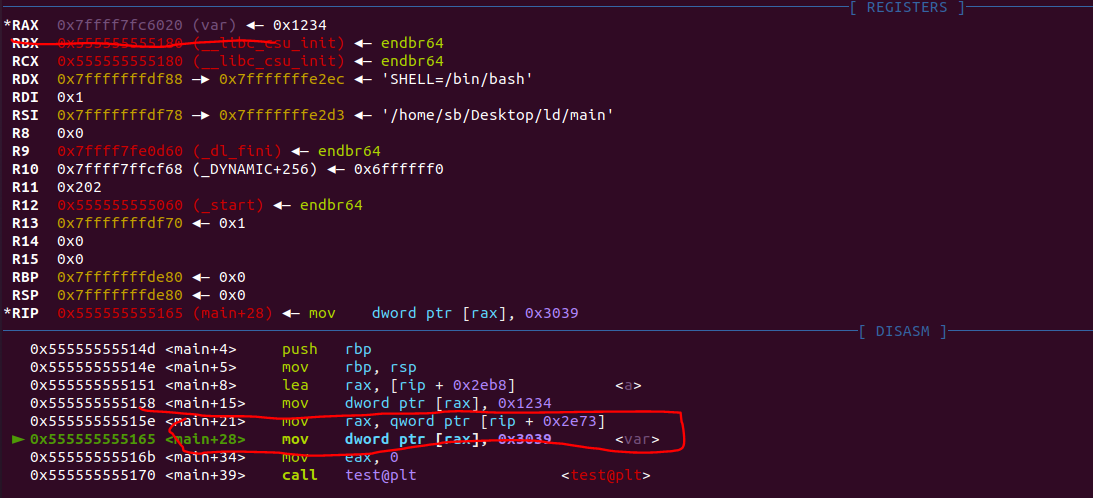 [ REGISTERS ]
*RAX 0x7ffff7fc6020 (var) ◂— 0x1234
RBX 0x555555555180 (__libc_csu_init) ◂— endbr64
RCX 0x555555555180 (__libc_csu_init) ◂— endbr64
RDX 0x7fffffffdf88 —▸ 0x7fffffffe2ec ◂— 'SHELL=/bin/bash'
RDI 0x1
RSI 0x7fffffffdf78 —▸ 0x7fffffffe2d3 ◂— '/home/sb/Desktop/ld/main'
R8 0x0
R9 0x7ffff7fe0d60 (_dl_fini) ◂— endbr64
R10 0x7ffff7ffcf68 (_DYNAMIC+256) ◂— 0x6ffffff0
R11 0x202
R12 0x555555555060 (_start) ◂— endbr64
R13 0x7fffffffdf70 ◂— 0x1
R14 0x0
R15 0x0
RBP 0x7fffffffde80 ◂— 0x0
RSP 0x7fffffffde80 ◂— 0x0
*RIP 0x555555555165 (main+28) ◂— mov dword ptr [rax], 0x3039
[ DISASM ]
0x55555555514d <main+4> push rbp
0x55555555514e <main+5> mov rbp, rsp
0x555555555151 <main+8> lea rax, [rip + 0x2eb8] <a>
0x555555555158 <main+15> mov dword ptr [rax], 0x1234
0x55555555515e <main+21> mov rax, qword ptr [rip + 0x2e73]
► 0x555555555165 <main+28> mov dword ptr [rax], 0x3039 <var>
0x55555555516b <main+34> mov eax, 0
0x555555555170 <main+39> call test@plt <test@plt>